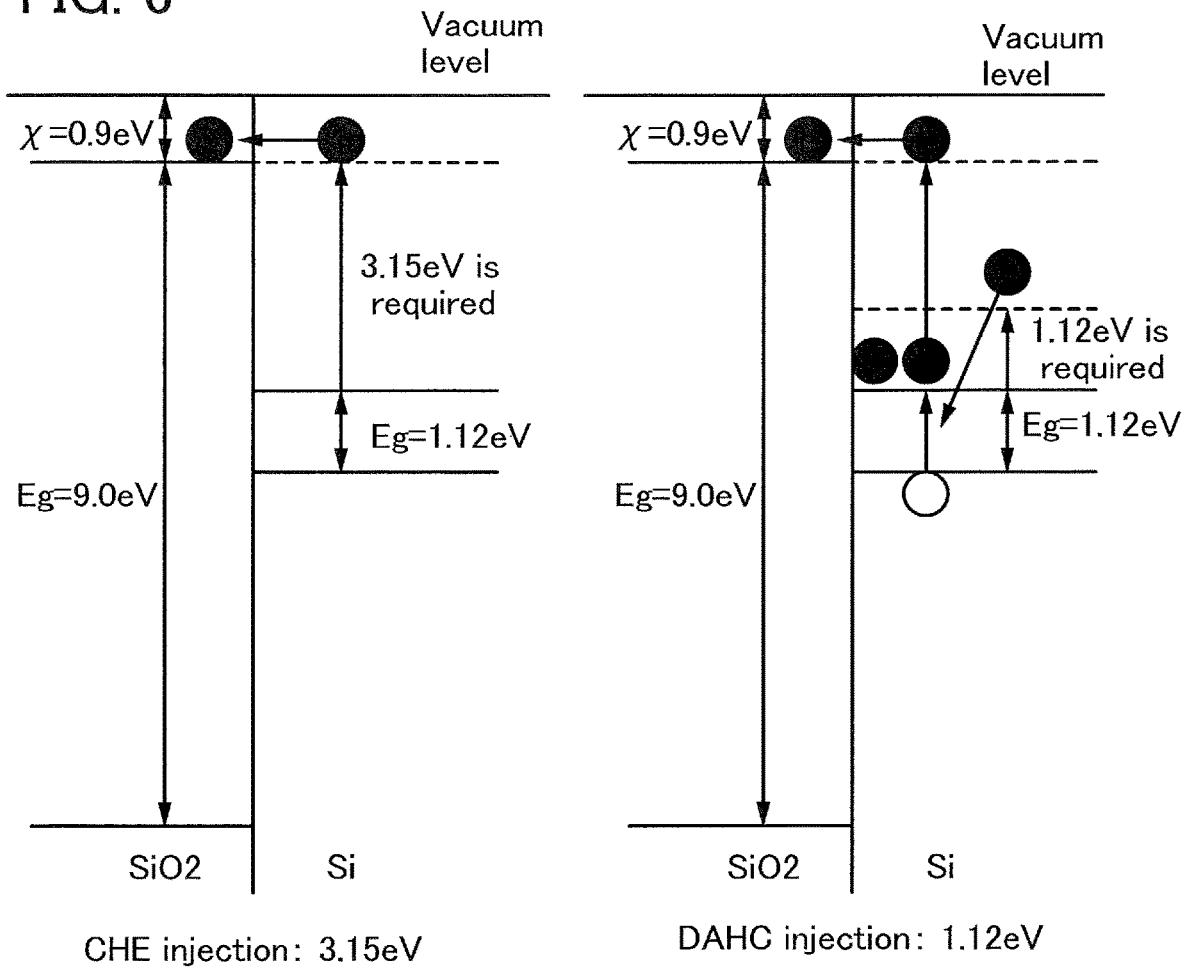 Vacuum
level
χ=0.9eV
3.15eV is
required
Eg=1.12eV
Eg=9.0eV
SiO2
Si
CHE injection: 3.15eV
Vacuum
level
χ=0.9eV
1.12eV is
required
Eg=1.12eV
Eg=9.0eV
SiO2
Si
DAHC injection: 1.12eV